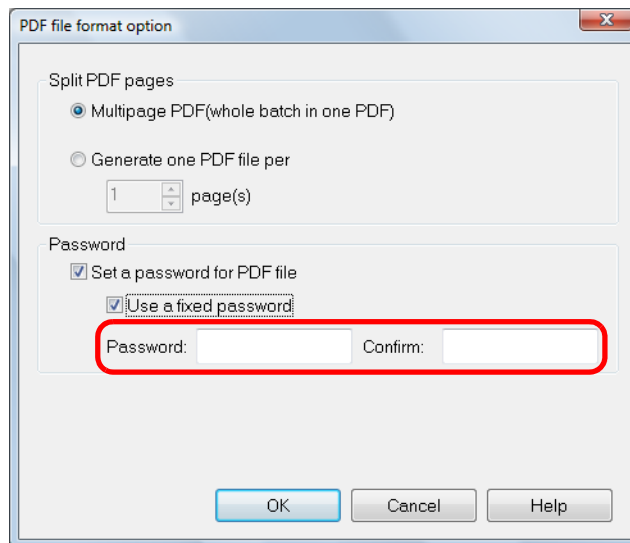 PDF file format option
Split PDF pages
Multipage PDF(whole batch in one PDF)
Generate one PDF file per
1 page(s)
Password
Set a password for PDF file
Use a fixed password
Password: Confirm:
OK Cancel Help